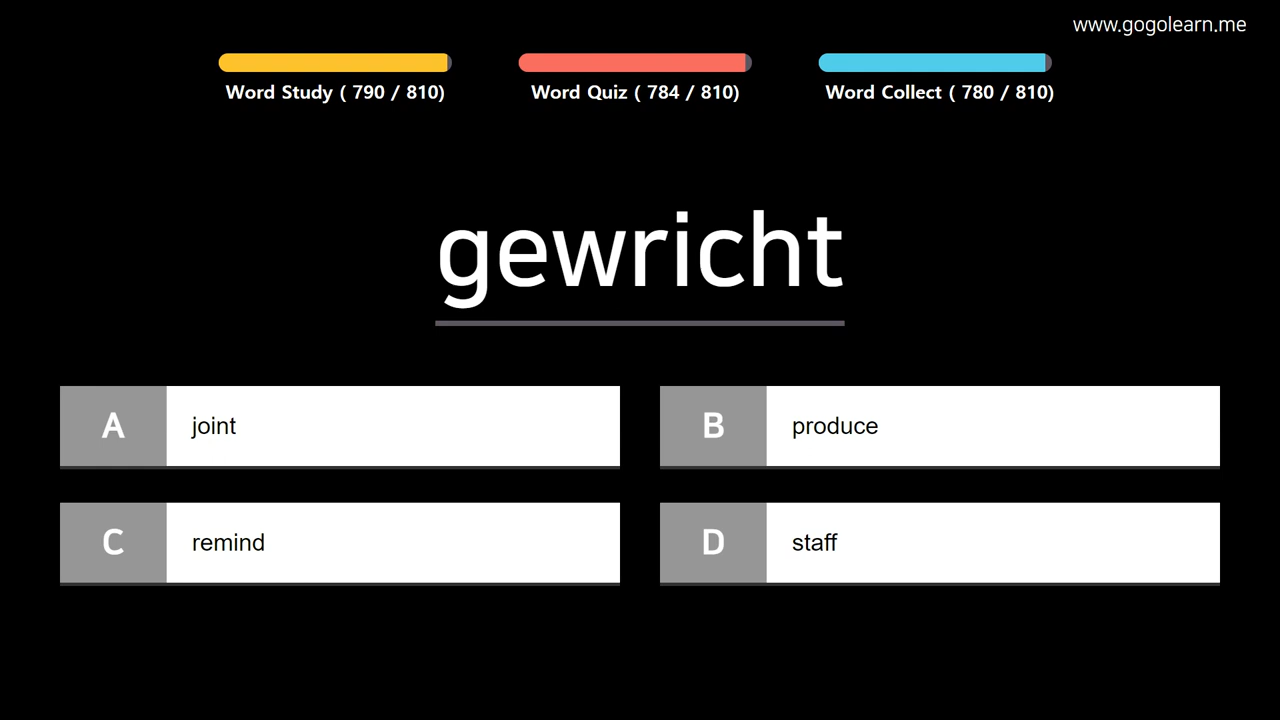 www.gogolearn.me
Word Study ( 790 / 810)
Word Quiz ( 784 / 810)
Word Collect ( 780 / 810)
gewricht
A joint
B produce
C remind
D staff